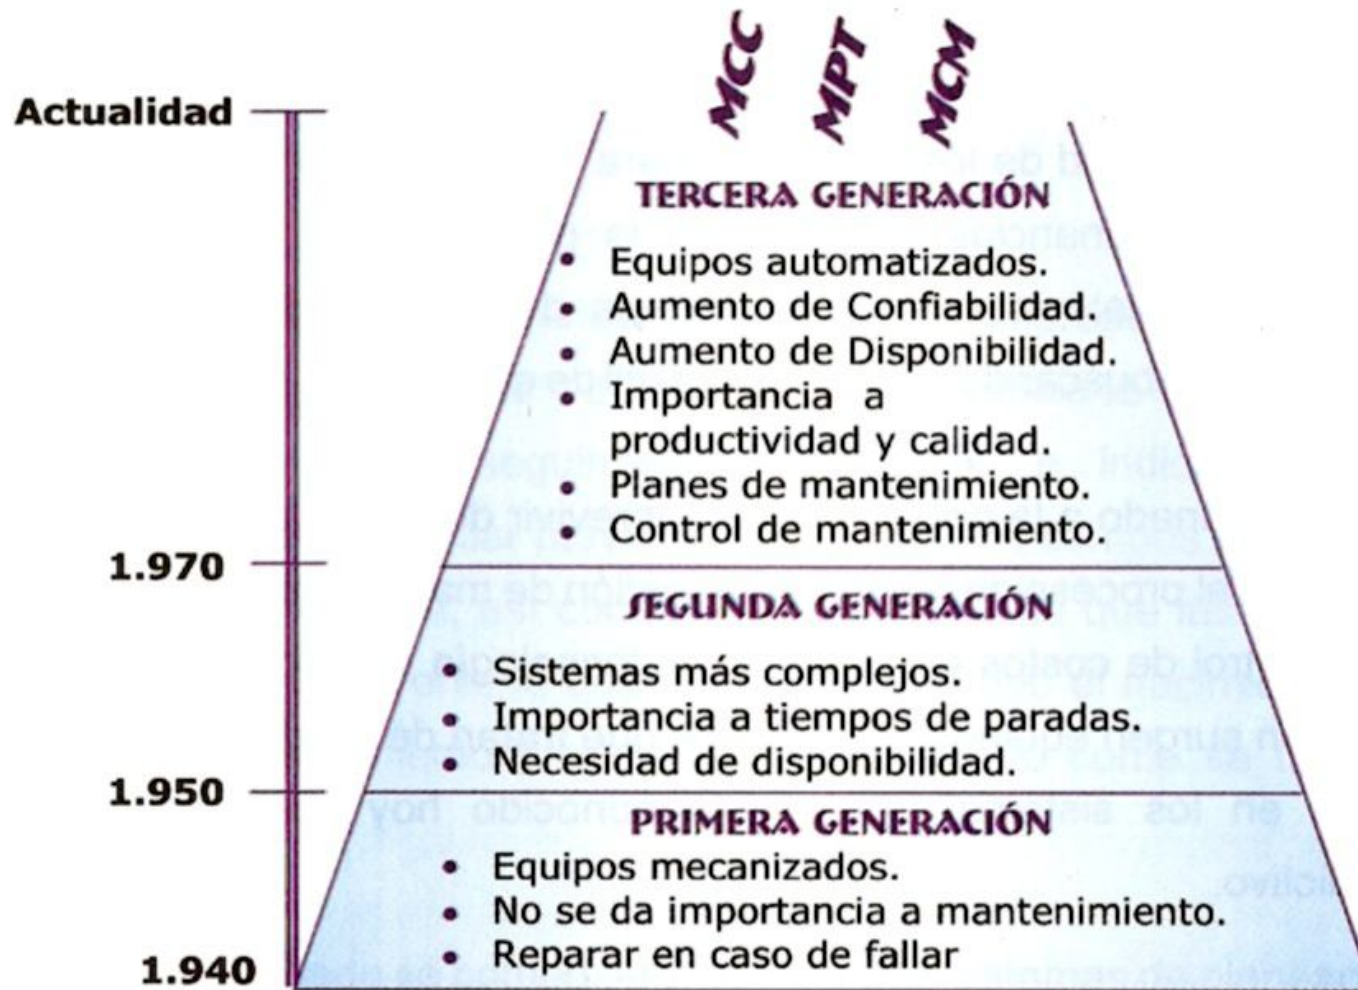 MCC MPT MCM
Actualidad
TERCERA GENERACIÓN
• Equipos automatizados.
• Aumento de Confiabilidad.
• Aumento de Disponibilidad.
• Importancia a
productividad y calidad.
• Planes de mantenimiento.
• Control de mantenimiento.
1.970
SEGUNDA GENERACIÓN
• Sistemas más complejos.
• Importancia a tiempos de paradas.
• Necesidad de disponibilidad.
1.950
PRIMERA GENERACIÓN
• Equipos mecanizados.
• No se da importancia a mantenimiento.
• Reparar en caso de fallar
1.940